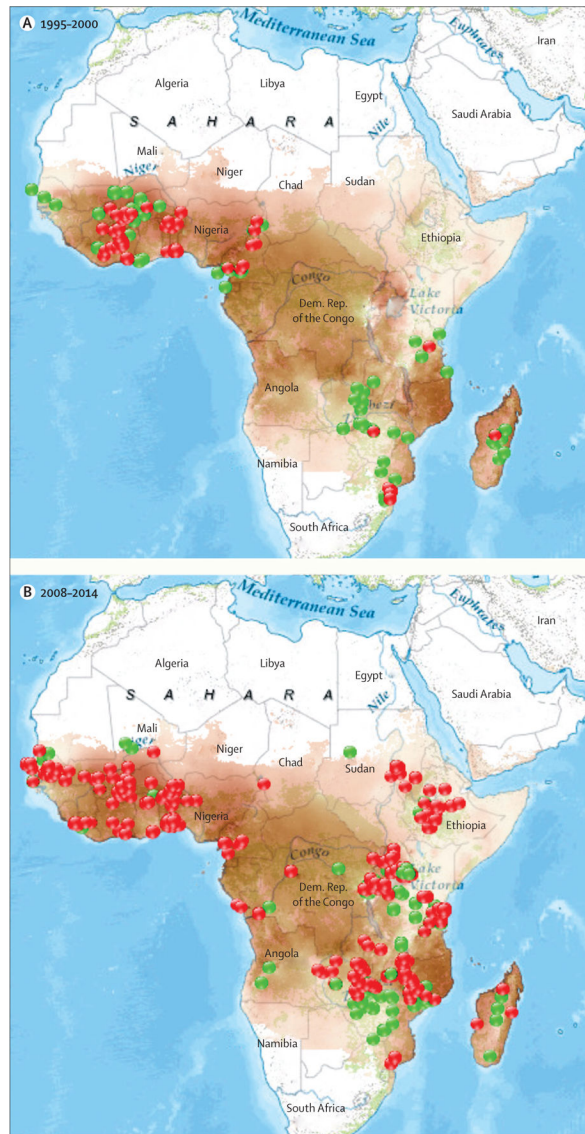 A 1995–2000
Mediterranean Sea
Euphrates
Iran
Algeria
Libya
Egypt
Saudi Arabia
Nile
SAHARA
Mali
Niger
Niger
Chad
Sudan
Nigeria
Ethiopia
Congo
Lake
Victoria
Dem. Rep.
of the Congo
Angola
Namibia
South Africa
B 2008–2014
Mediterranean Sea
Euphrates
Iran
Algeria
Libya
Egypt
Saudi Arabia
Nile
SAHARA
Mali
Niger
Niger
Chad
Sudan
Nigeria
Ethiopia
Congo
Lake
Victoria
Dem. Rep.
of the Congo
Angola
Namibia
South Africa